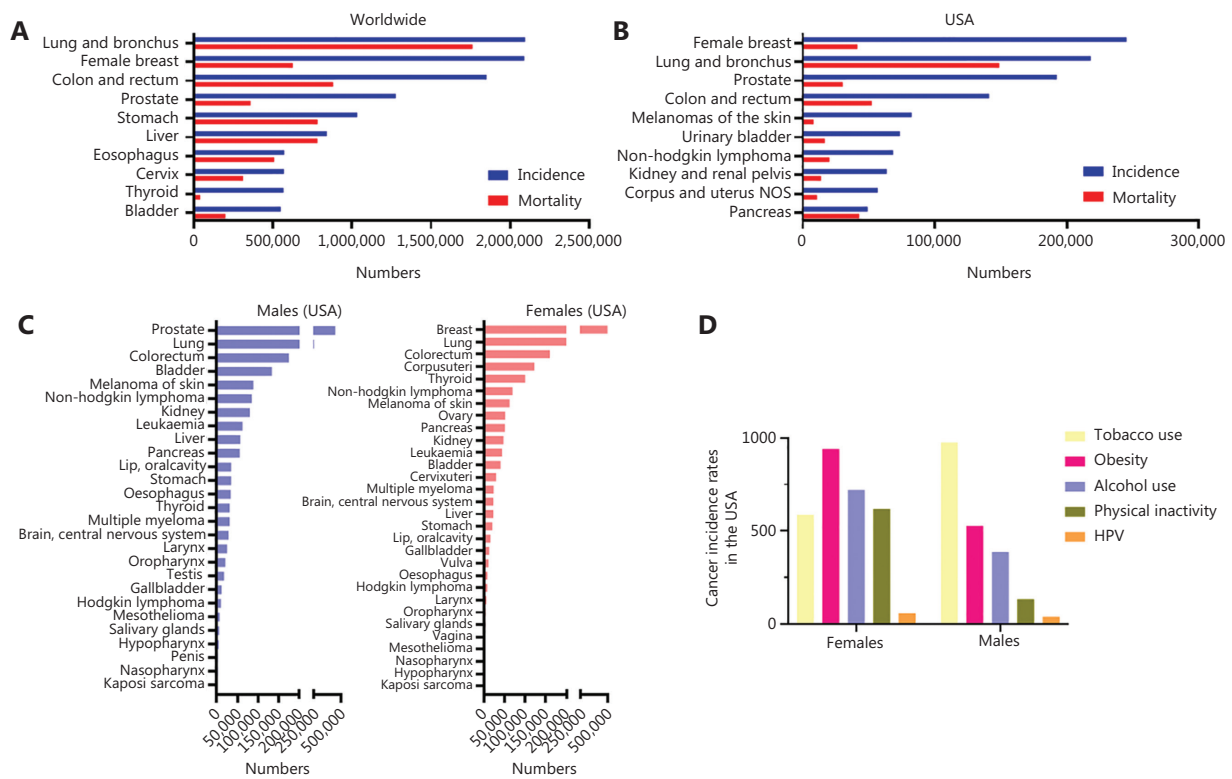 A
Worldwide
Lung and bronchus
Female breast
Colon and rectum
Prostate
Stomach
Liver
Eosophagus
Cervix
Thyroid
Bladder
Incidence
Mortality
0
500,000
1,000,000
1,500,000
2,000,000
2,500,000
Numbers
B
USA
Female breast
Lung and bronchus
Prostate
Colon and rectum
Melanomas of the skin
Urinary bladder
Non-hodgkin lymphoma
Kidney and renal pelvis
Corpus and uterus NOS
Pancreas
Incidence
Mortality
0
100,000
200,000
300,000
Numbers
C
Males (USA)
Prostate
Lung
Colorectum
Bladder
Melanoma of skin
Non-hodgkin lymphoma
Kidney
Leukaemia
Liver
Pancreas
Lip, oralcavity
Stomach
Oesophagus
Thyroid
Multiple myeloma
Brain, central nervous system
Larynx
Oropharynx
Testis
Gallbladder
Hodgkin lymphoma
Mesothelioma
Salivary glands
Hypopharynx
Penis
Nasopharynx
Kaposi sarcoma
0
50,000
100,000
150,000
200,000
250,000
500,000
Numbers
Females (USA)
Breast
Lung
Colorectum
Corpusuteri
Thyroid
Non-hodgkin lymphoma
Melanoma of skin
Ovary
Pancreas
Kidney
Leukaemia
Bladder
Cervixuteri
Multiple myeloma
Brain, central nervous system
Liver
Stomach
Lip, oralcavity
Gallbladder
Vulva
Oesophagus
Hodgkin lymphoma
Larynx
Oropharynx
Salivary glands
Vagina
Mesothelioma
Nasopharynx
Hypopharynx
Kaposi sarcoma
0
50,000
100,000
150,000
200,000
250,000
500,000
Numbers
D
Cancer incidence rates
in the USA
1000
500
0
Females
Males
Tobacco use
Obesity
Alcohol use
Physical inactivity
HPV